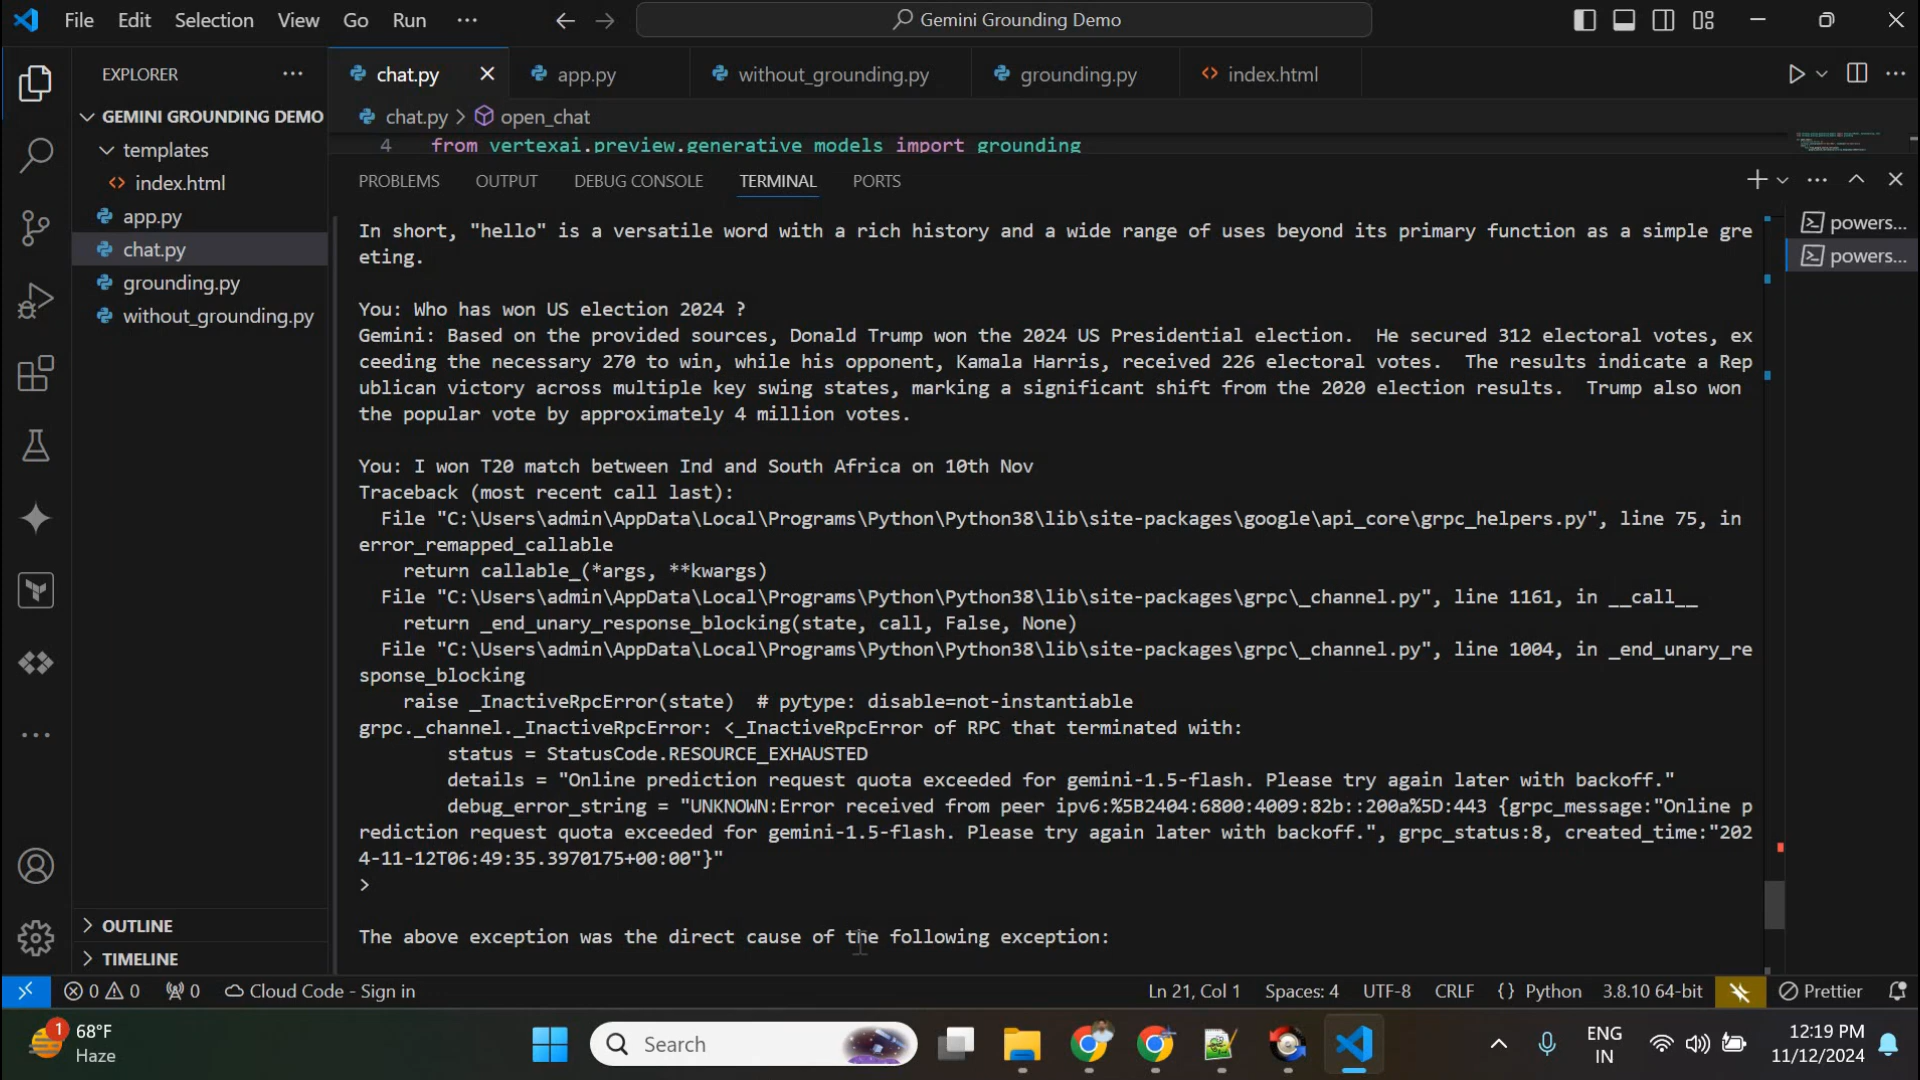 File Edit Selection View Go Run ··· Gemini Grounding Demo
EXPLORER ···
GEMINI GROUNDING DEMO
templates
index.html
app.py
chat.py
grounding.py
without_grounding.py
OUTLINE
TIMELINE
chat.py app.py without_grounding.py grounding.py index.html
chat.py > open_chat
4 from vertexai.preview.generative_models import grounding
PROBLEMS OUTPUT DEBUG CONSOLE TERMINAL PORTS
powers...
powers...
In short, "hello" is a versatile word with a rich history and a wide range of uses beyond its primary function as a simple gre
eting.
You: Who has won US election 2024 ?
Gemini: Based on the provided sources, Donald Trump won the 2024 US Presidential election.  He secured 312 electoral votes, ex
ceeding the necessary 270 to win, while his opponent, Kamala Harris, received 226 electoral votes.  The results indicate a Rep
ublican victory across multiple key swing states, marking a significant shift from the 2020 election results.  Trump also won
the popular vote by approximately 4 million votes.
You: I won T20 match between Ind and South Africa on 10th Nov
Traceback (most recent call last):
File "C:\Users\admin\AppData\Local\Programs\Python\Python38\lib\site-packages\google\api_core\grpc_helpers.py", line 75, in
error_remapped_callable
return callable_(*args, **kwargs)
File "C:\Users\admin\AppData\Local\Programs\Python\Python38\lib\site-packages\grpc\_channel.py", line 1161, in __call__
return _end_unary_response_blocking(state, call, False, None)
File "C:\Users\admin\AppData\Local\Programs\Python\Python38\lib\site-packages\grpc\_channel.py", line 1004, in _end_unary_re
sponse_blocking
raise _InactiveRpcError(state)  # pytype: disable=not-instantiable
grpc._channel._InactiveRpcError: <_InactiveRpcError of RPC that terminated with:
status = StatusCode.RESOURCE_EXHAUSTED
details = "Online prediction request quota exceeded for gemini-1.5-flash. Please try again later with backoff."
debug_error_string = "UNKNOWN:Error received from peer ipv6:%5B2404:6800:4009:82b::200a%5D:443 {grpc_message:"Online p
rediction request quota exceeded for gemini-1.5-flash. Please try again later with backoff.", grpc_status:8, created_time:"202
4-11-12T06:49:35.3970175+00:00"}"
>
The above exception was the direct cause of the following exception:
0 0 0 Cloud Code - Sign in Ln 21, Col 1 Spaces: 4 UTF-8 CRLF {} Python 3.8.10 64-bit Prettier
1 68°F
Haze
Search
ENG
IN
12:19 PM
11/12/2024